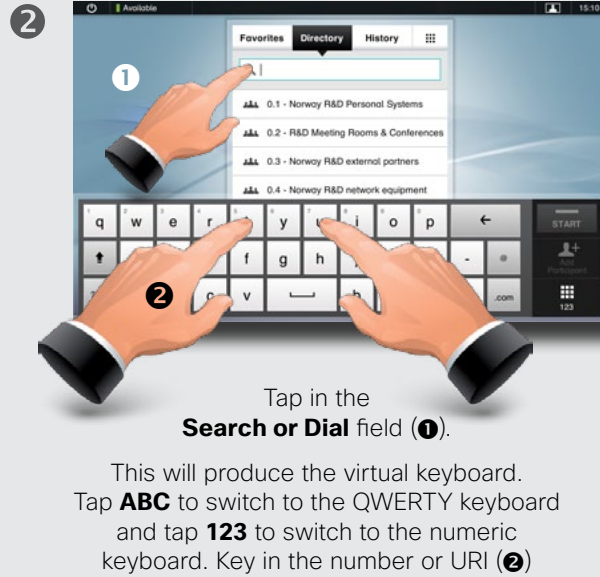 2
Available
15:10
Favorites Directory History
1
0.1 - Norway R&D Personal Systems
0.2 - R&D Meeting Rooms & Conferences
0.3 - Norway R&D external partners
0.4 - Norway R&D network equipment
q w e r y u i o p START
f g h - @ Add Participant
2 c v .com 123
Tap in the
Search or Dial field (❶).
This will produce the virtual keyboard.
Tap ABC to switch to the QWERTY keyboard
and tap 123 to switch to the numeric
keyboard. Key in the number or URI (❷)